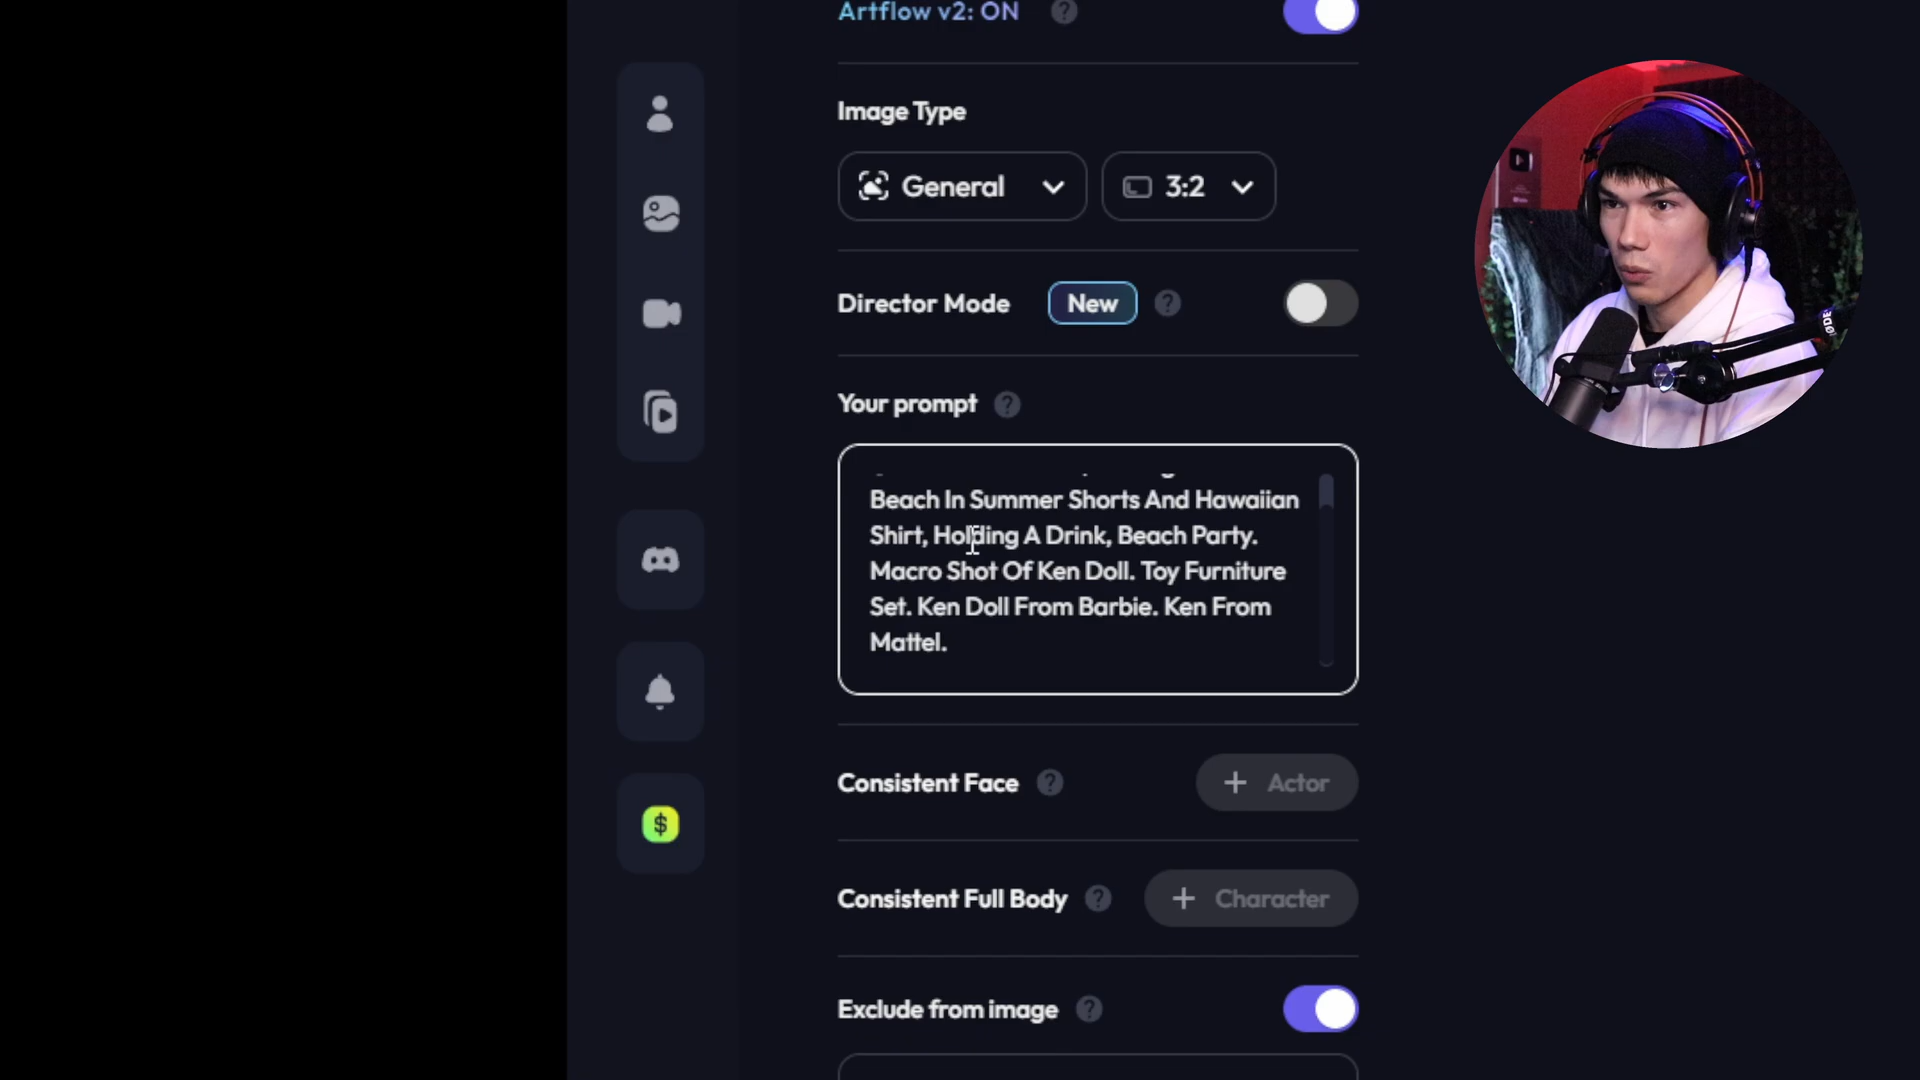 Artflow v2: ON
Image Type
General
3:2
Director Mode
New
Your prompt
Beach In Summer Shorts And Hawaiian
Shirt, Holding A Drink, Beach Party.
Macro Shot Of Ken Doll. Toy Furniture
Set. Ken Doll From Barbie. Ken From
Mattel.
Consistent Face
+ Actor
Consistent Full Body
+ Character
Exclude from image
RØDE